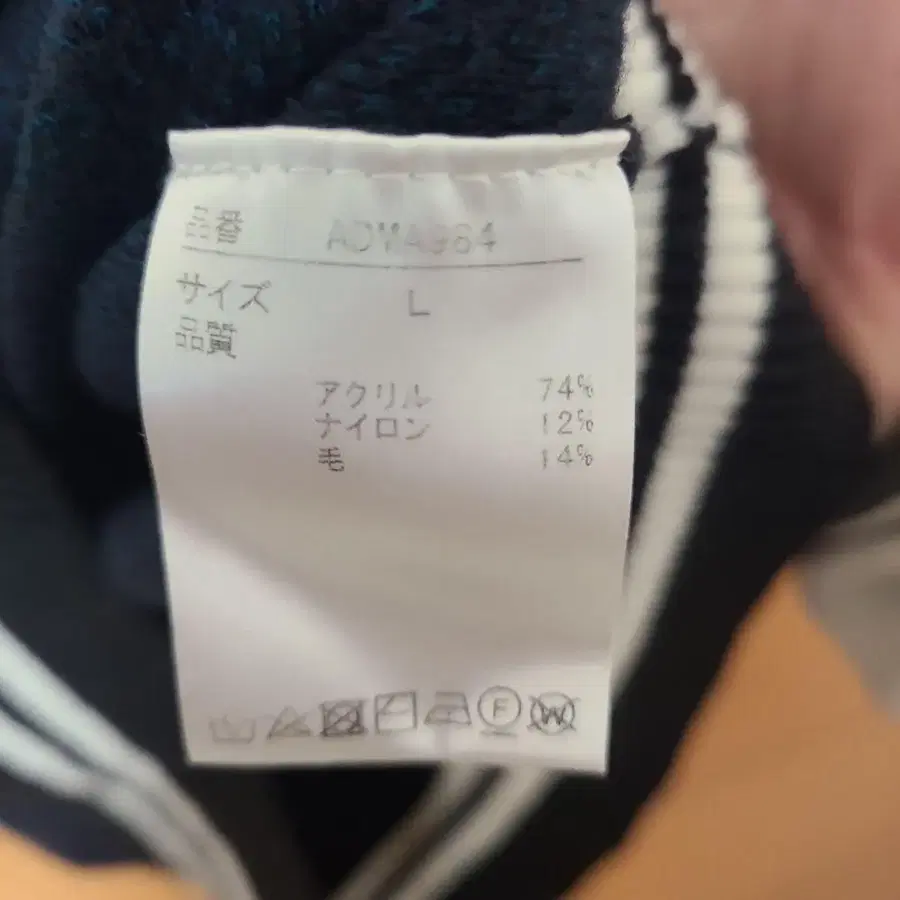 品番 ADMA964
サイズ L
品質
アクリル 74%
ナイロン 12%
毛 14%
F W